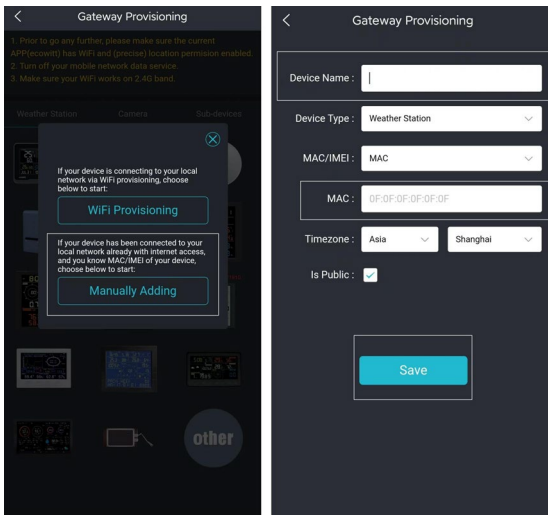 Gateway Provisioning
1. Prior to go any further, please make sure the current
APP(ecowitt) has WiFi and (precise) location permision enabled.
2. Turn off your mobile network data service.
3. Make sure your WiFi works on 2.4G band.
Weather Station
Camera
Sub-devices
If your device is connecting to your local
network via WiFi provisioning, choose
below to start:
WiFi Provisioning
If your device has been connected to your
local network already with internet access,
and you know MAC/IMEI of your device,
choose below to start:
Manually Adding
other
Gateway Provisioning
Device Name :
Device Type : Weather Station
MAC/IMEI : MAC
MAC : 0F:0F:0F:0F:0F:0F
Timezone : Asia Shanghai
Is Public :
Save